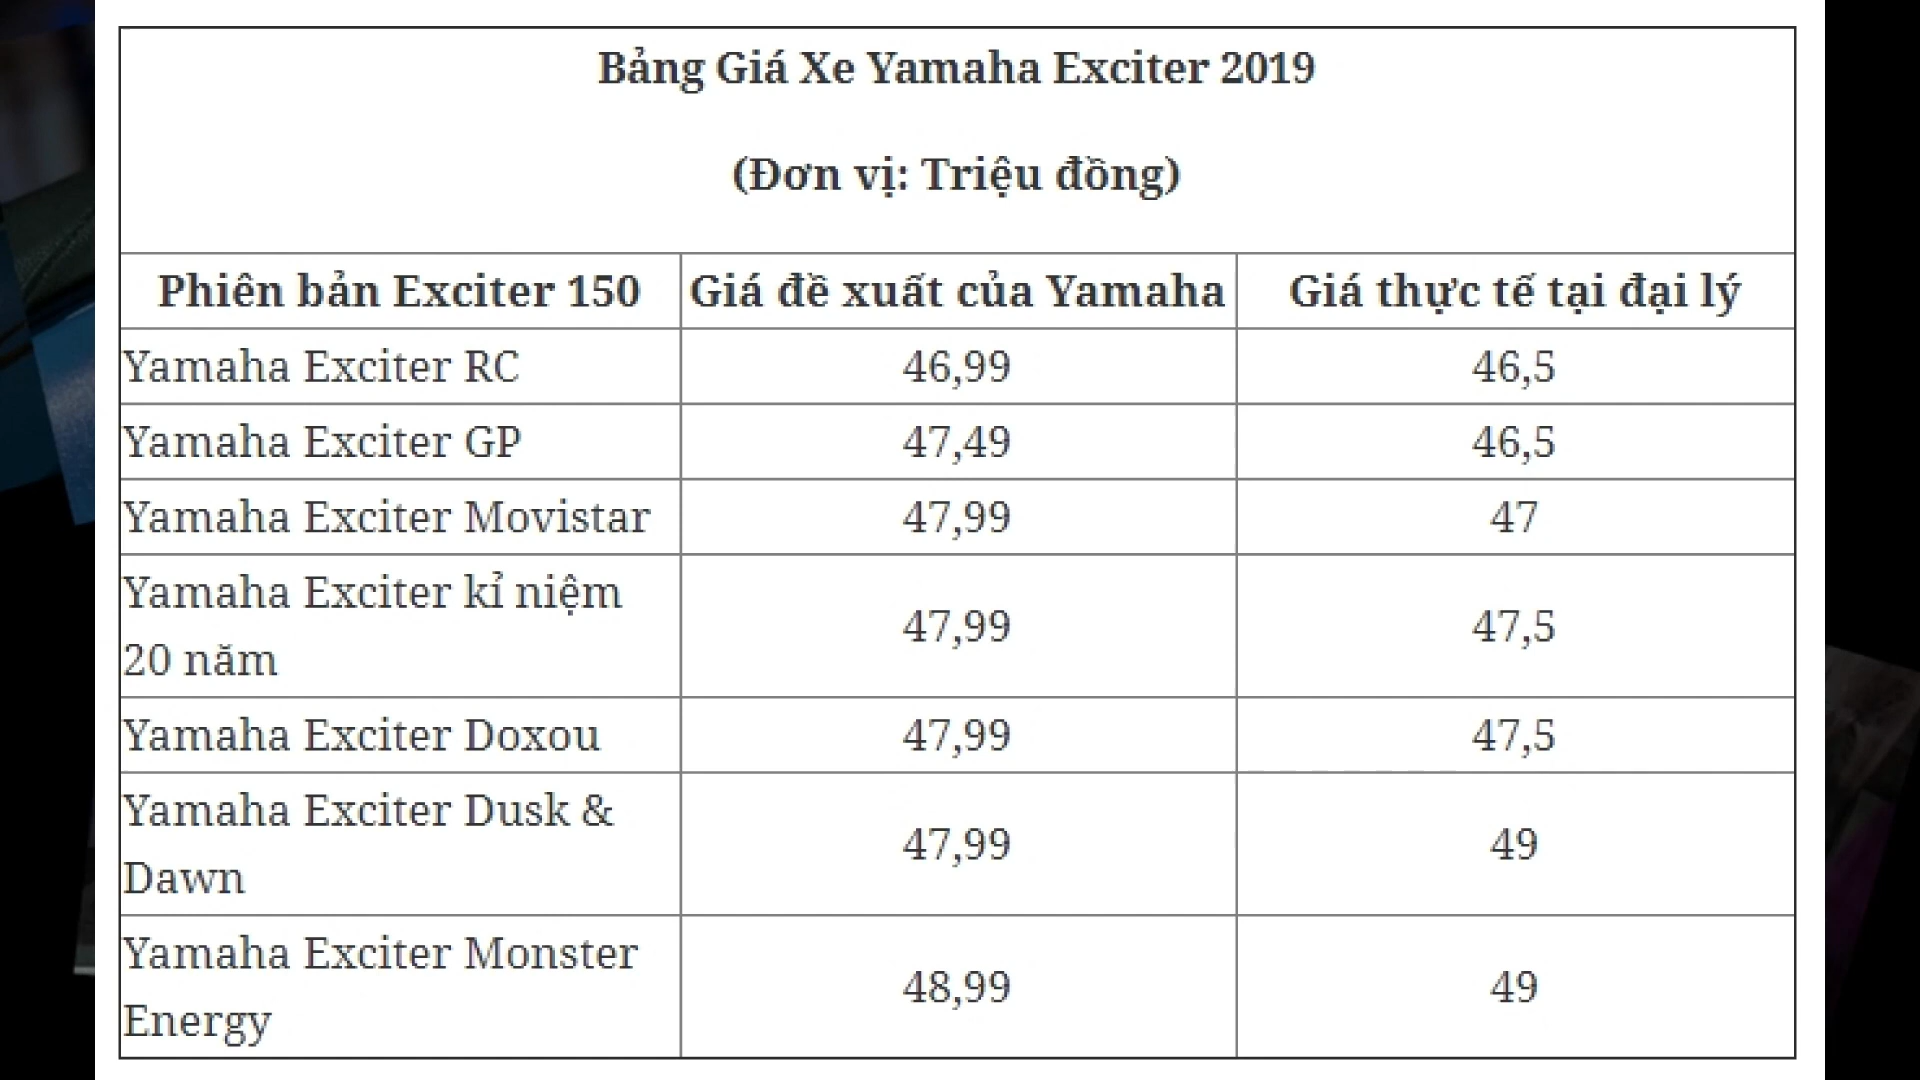 Bảng Giá Xe Yamaha Exciter 2019
(Đơn vị: Triệu đồng)
Phiên bản Exciter 150 Giá đề xuất của Yamaha Giá thực tế tại đại lý
Yamaha Exciter RC 46,99 46,5
Yamaha Exciter GP 47,49 46,5
Yamaha Exciter Movistar 47,99 47
Yamaha Exciter kỉ niệm
20 năm
47,99 47,5
Yamaha Exciter Doxou 47,99 47,5
Yamaha Exciter Dusk &
Dawn
47,99 49
Yamaha Exciter Monster
Energy
48,99 49